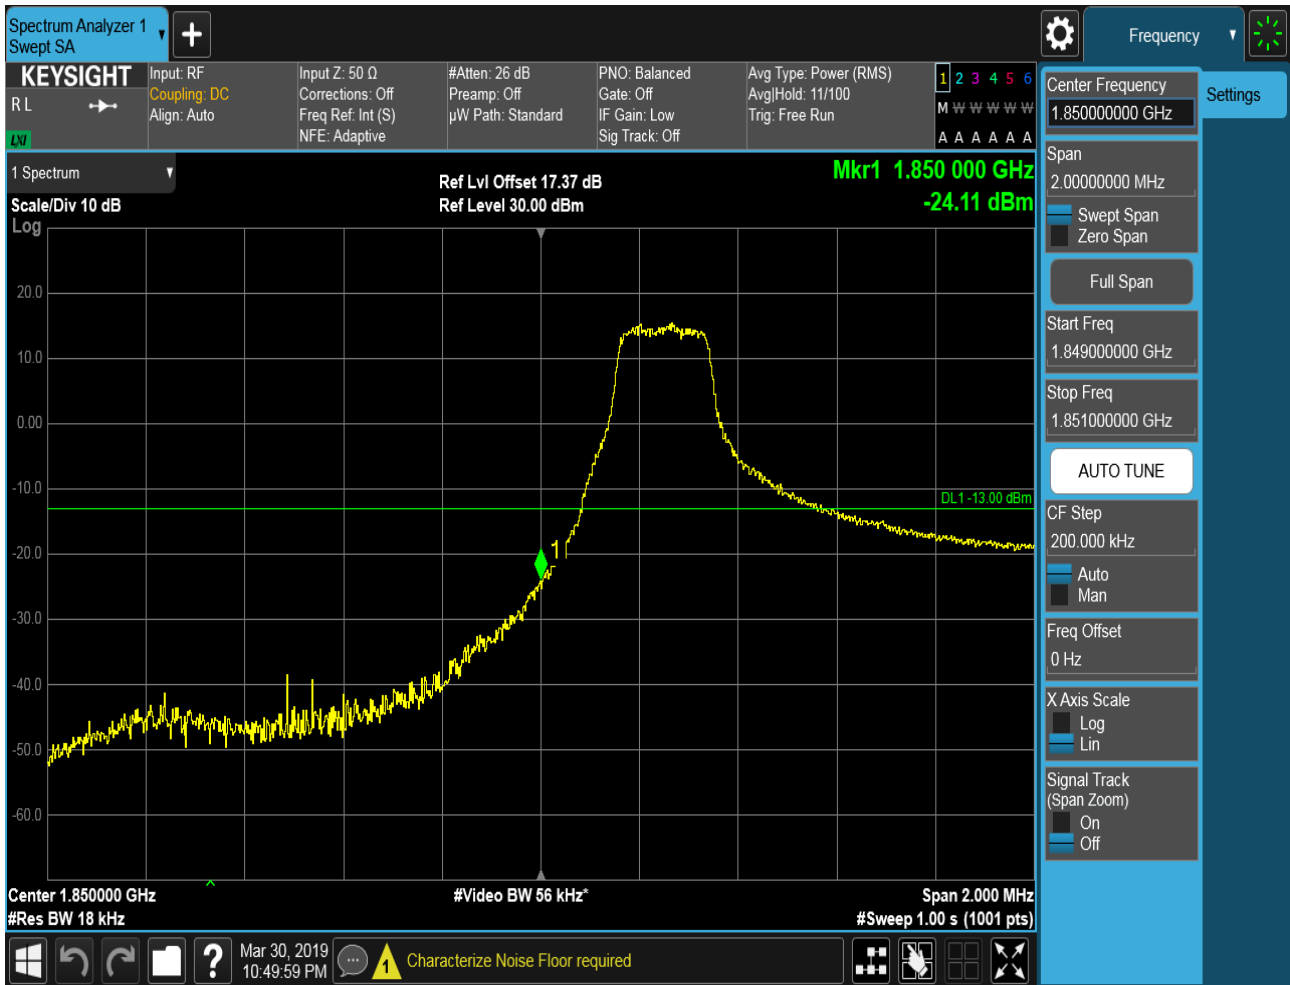 Spectrum Analyzer 1
Swept SA
+
Frequency
KEYSIGHT
R L
LXI
Input: RF
Coupling: DC
Align: Auto
Input Z: 50 Ω
Corrections: Off
Freq Ref: Int (S)
NFE: Adaptive
#Atten: 26 dB
Preamp: Off
µW Path: Standard
PNO: Balanced
Gate: Off
IF Gain: Low
Sig Track: Off
Avg Type: Power (RMS)
Avg|Hold: 11/100
Trig: Free Run
1 2 3 4 5 6
M W W W W W
A A A A A A
1 Spectrum
Scale/Div 10 dB
Log
Ref Lvl Offset 17.37 dB
Ref Level 30.00 dBm
Mkr1 1.850 000 GHz
-24.11 dBm
20.0
10.0
0.00
-10.0
-20.0
-30.0
-40.0
-50.0
-60.0
DL1 -13.00 dBm
1
Center 1.850000 GHz
#Res BW 18 kHz
#Video BW 56 kHz*
Span 2.000 MHz
#Sweep 1.00 s (1001 pts)
Center Frequency
1.850000000 GHz
Settings
Span
2.00000000 MHz
Swept Span
Zero Span
Full Span
Start Freq
1.849000000 GHz
Stop Freq
1.851000000 GHz
AUTO TUNE
CF Step
200.000 kHz
Auto
Man
Freq Offset
0 Hz
X Axis Scale
Log
Lin
Signal Track
(Span Zoom)
On
Off
?
Mar 30, 2019
10:49:59 PM
1
Characterize Noise Floor required